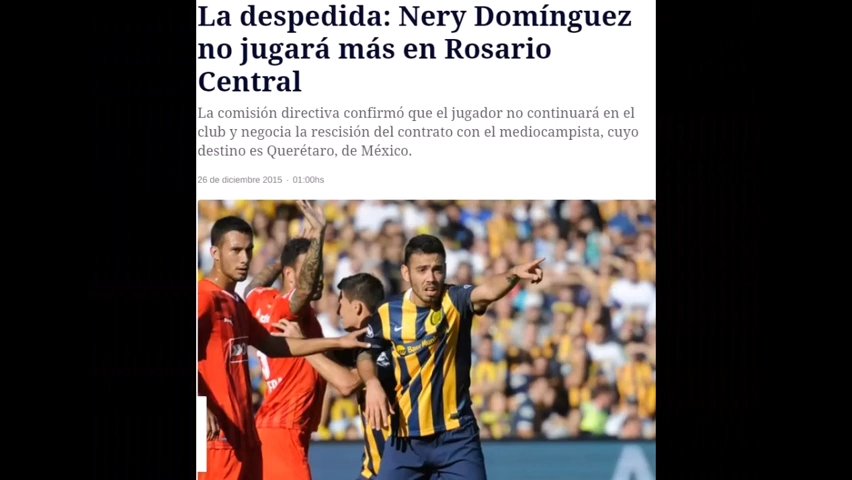 La despedida: Nery Domínguez
no jugará más en Rosario
Central
La comisión directiva confirmó que el jugador no continuará en el
club y negocia la rescisión del contrato con el mediocampista, cuyo
destino es Querétaro, de México.
26 de diciembre 2015 - 01:00hs